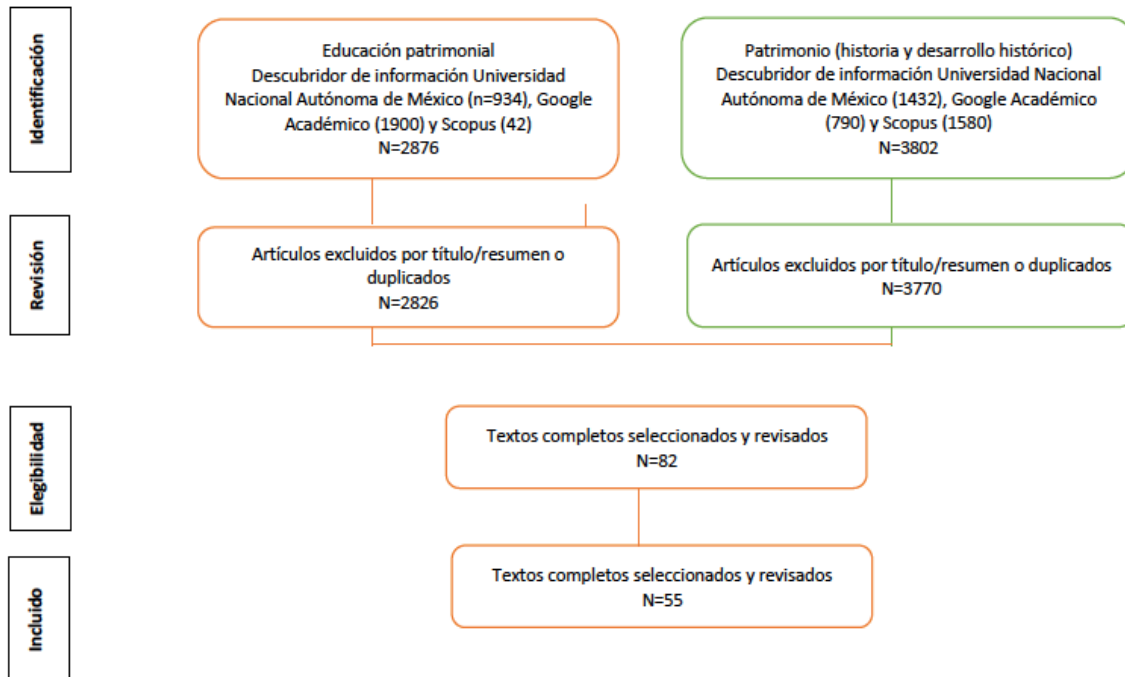 Identificación
Educación patrimonial
Descubridor de información Universidad
Nacional Autónoma de México (n=934), Google
Académico (1900) y Scopus (42)
N=2876
Patrimonio (historia y desarrollo histórico)
Descubridor de información Universidad Nacional
Autónoma de México (1432), Google Académico
(790) y Scopus (1580)
N=3802
Revisión
Artículos excluidos por título/resumen o
duplicados
N=2826
Artículos excluidos por título/resumen o duplicados
N=3770
Elegibilidad
Textos completos seleccionados y revisados
N=82
Incluido
Textos completos seleccionados y revisados
N=55